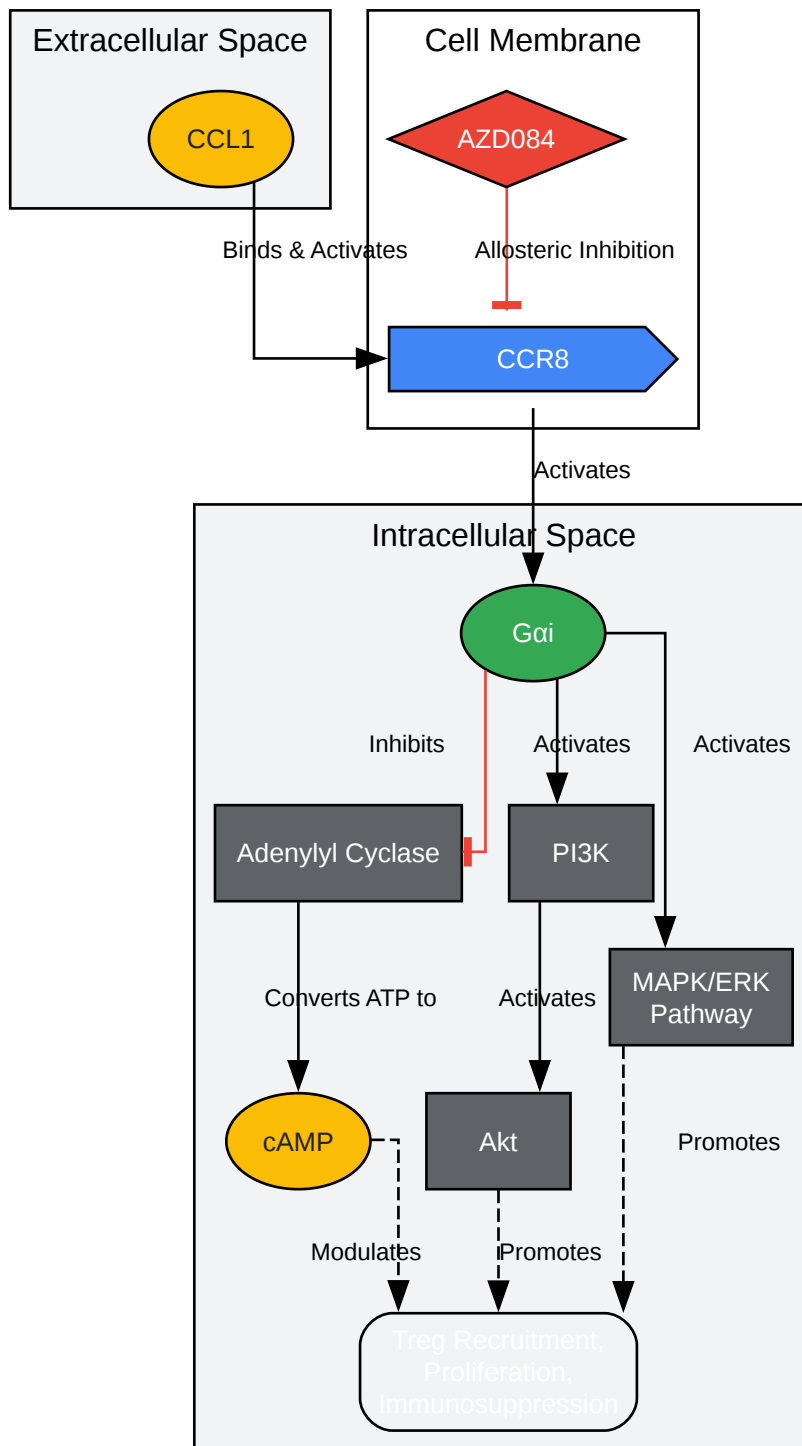 Extracellular Space
Cell Membrane
CCL1
AZD084
Binds & Activates
Allosteric Inhibition
CCR8
Activates
Intracellular Space
Gαi
Inhibits
Activates
Activates
Adenylyl Cyclase
PI3K
MAPK/ERK
Pathway
Converts ATP to
Activates
cAMP
Akt
Promotes
Modulates
Promotes
Treg Recruitment,
Proliferation,
Immunosuppression